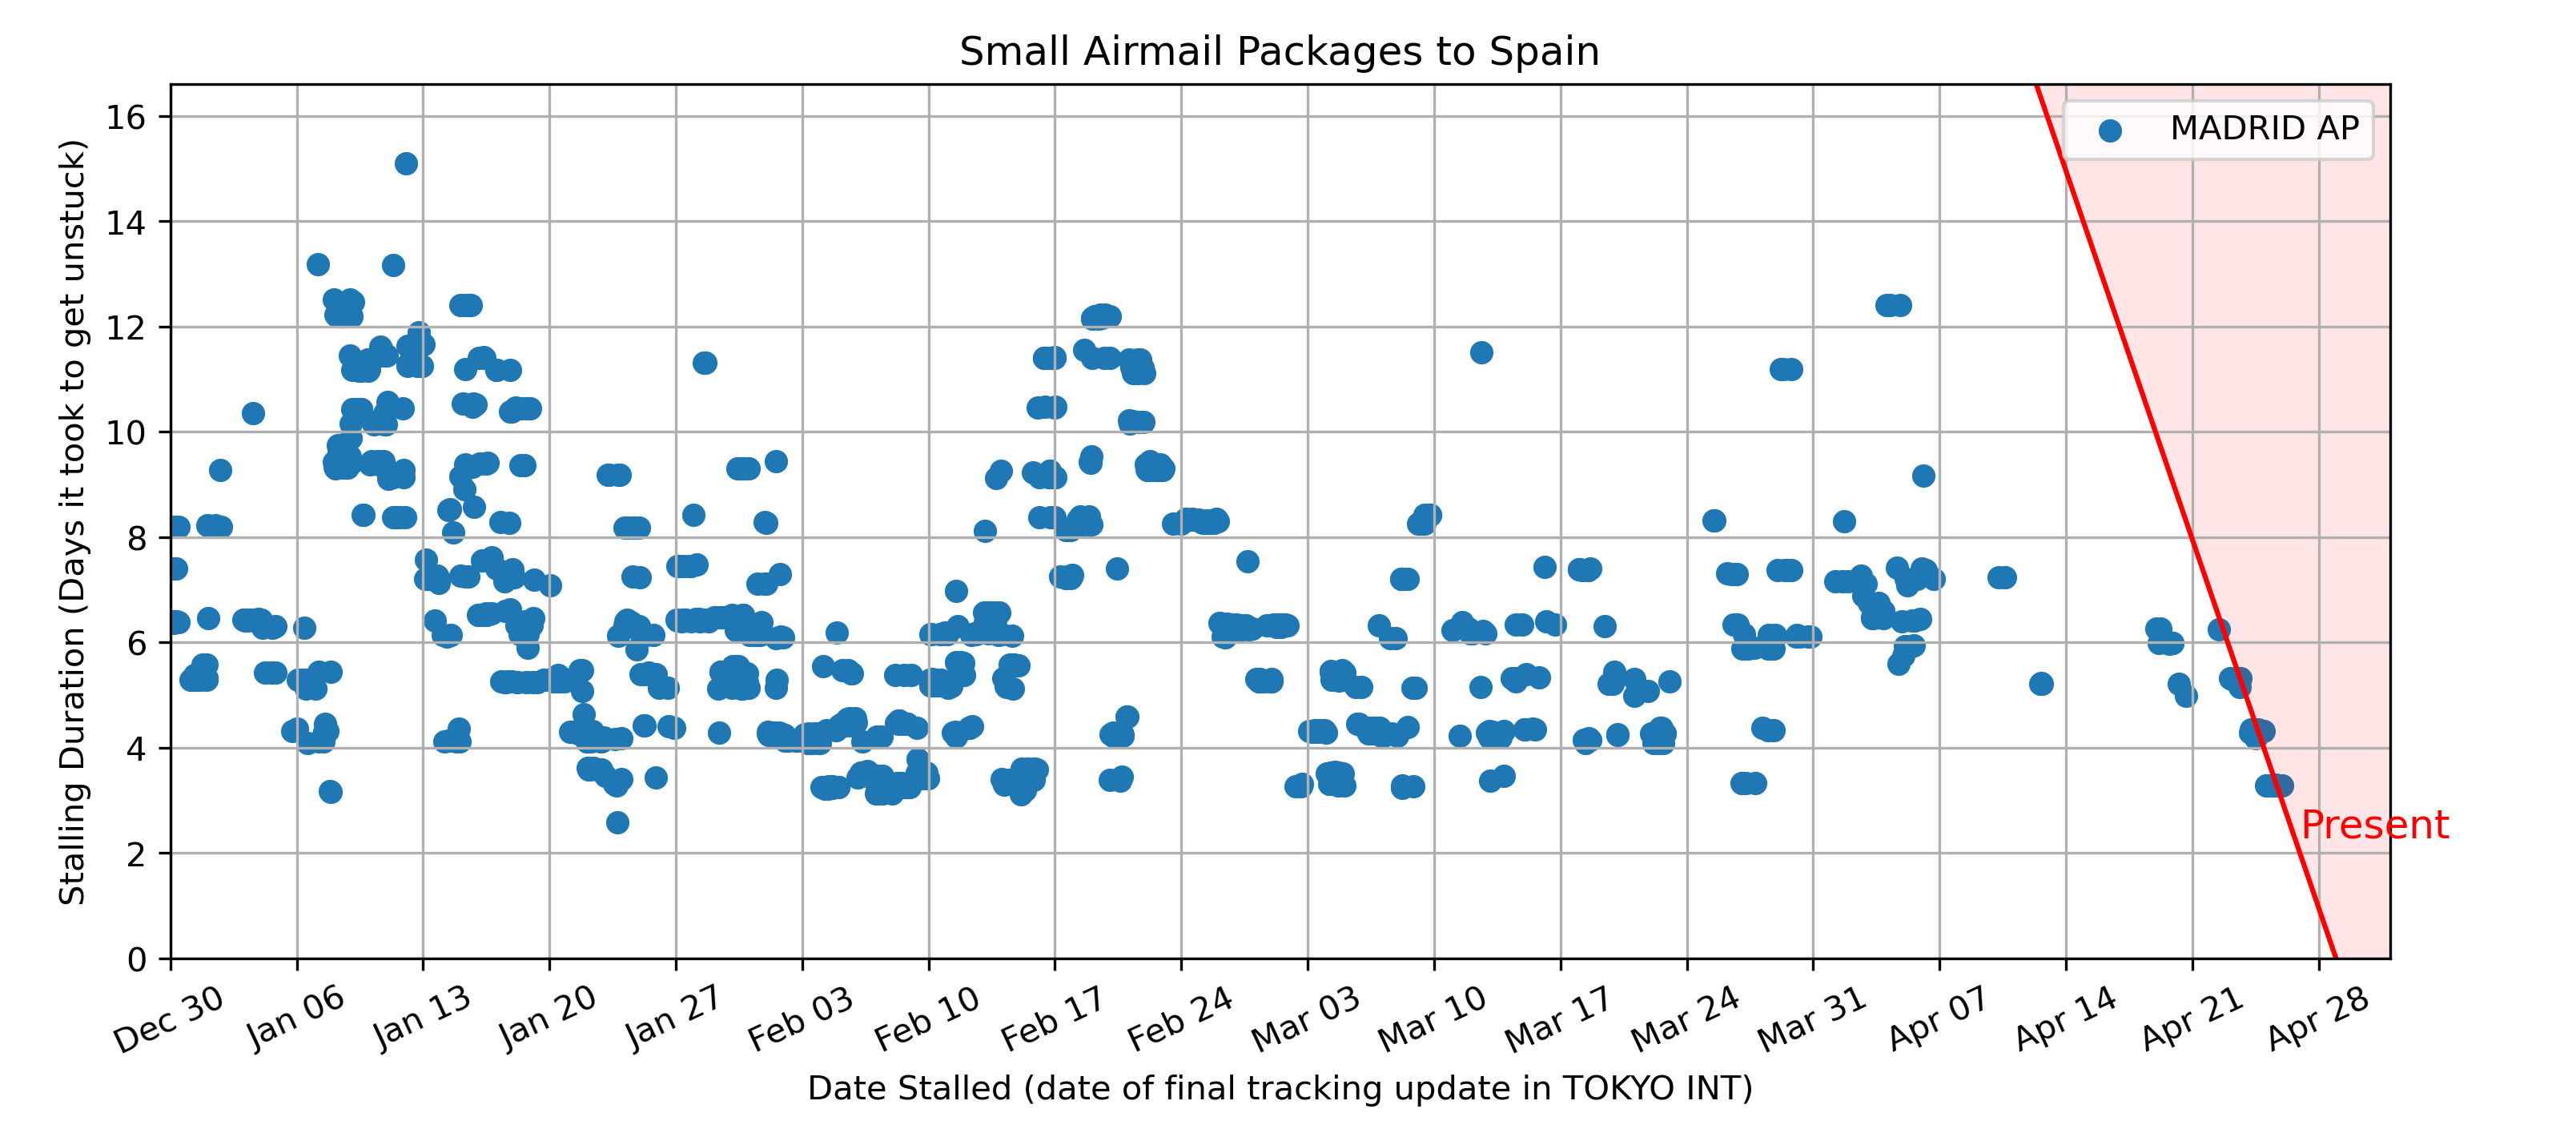 Small Airmail Packages to Spain
MADRID AP
Stalling Duration (Days it took to get unstuck)
16
14
12
10
8
6
4
2
0
Present
Dec 30 Jan 06 Jan 13 Jan 20 Jan 27 Feb 03 Feb 10 Feb 17 Feb 24 Mar 03 Mar 10 Mar 17 Mar 24 Mar 31 Apr 07 Apr 14 Apr 21 Apr 28
Date Stalled (date of final tracking update in TOKYO INT)